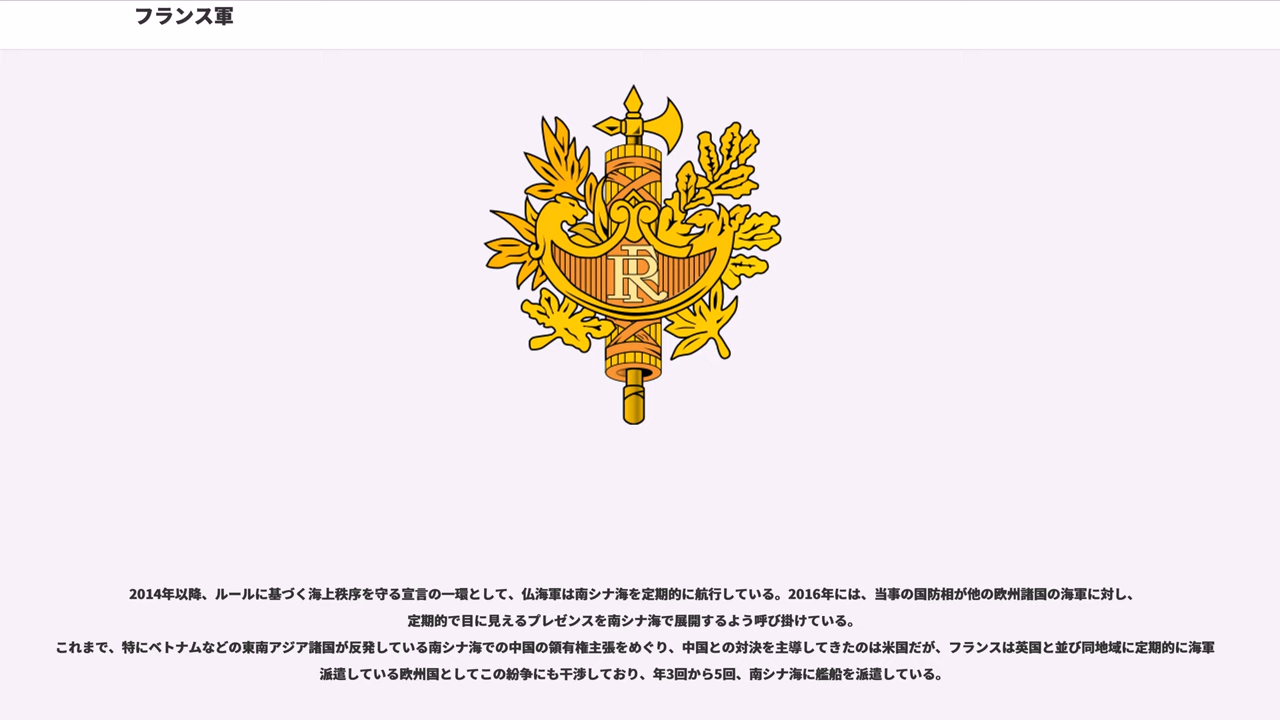 フランス軍
RF
2014年以降、ルールに基づく海上秩序を守る宣言の一環として、仏海軍は南シナ海を定期的に航行している。2016年には、当事の国防相が他の欧州諸国の海軍に対し、
定期的で目に見えるプレゼンスを南シナ海で展開するよう呼び掛けている。
これまで、特にベトナムなどの東南アジア諸国が反発している南シナ海での中国の領有権主張をめぐり、中国との対決を主導してきたのは米国だが、フランスは英国と並び同地域に定期的に海軍
派遣している欧州国としてこの紛争にも干渉しており、年3回から5回、南シナ海に艦船を派遣している。